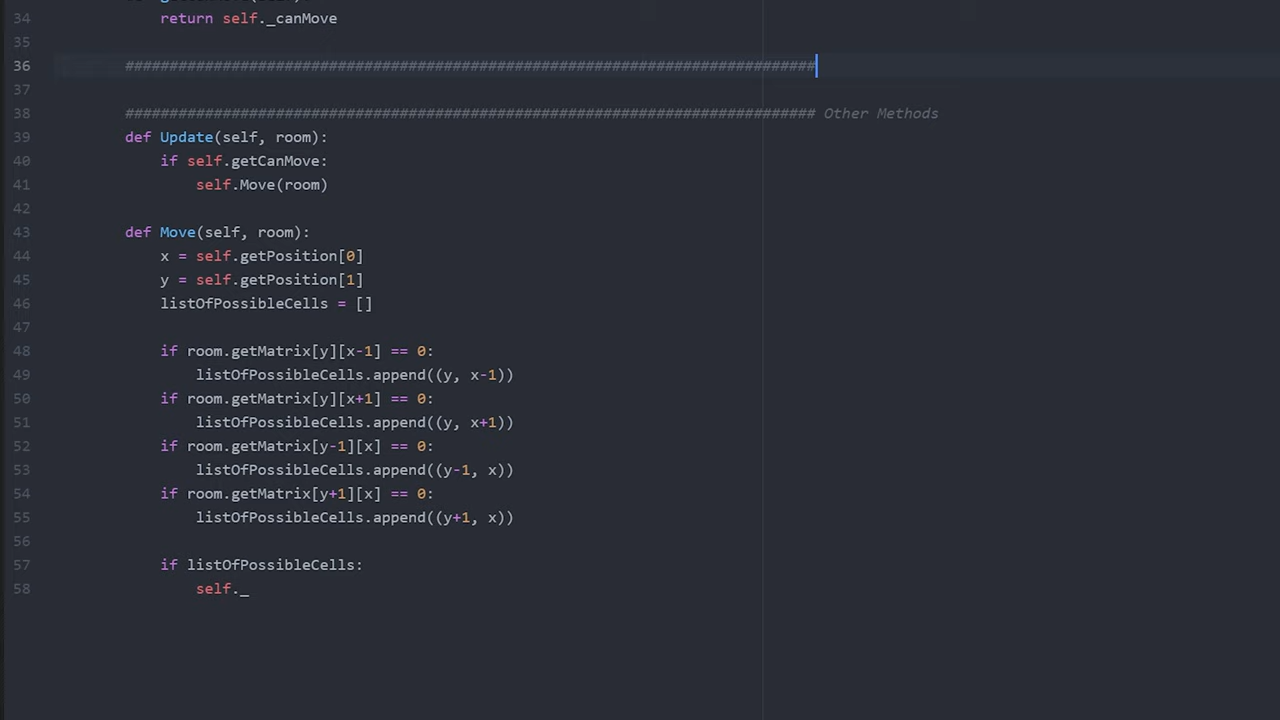 34 return self._canMove
35
36 ##############################################################################
37
38 ############################################################################## Other Methods
39 def Update(self, room):
40 if self.getCanMove:
41 self.Move(room)
42
43 def Move(self, room):
44 x = self.getPosition[0]
45 y = self.getPosition[1]
46 listOfPossibleCells = []
47
48 if room.getMatrix[y][x-1] == 0:
49 listOfPossibleCells.append((y, x-1))
50 if room.getMatrix[y][x+1] == 0:
51 listOfPossibleCells.append((y, x+1))
52 if room.getMatrix[y-1][x] == 0:
53 listOfPossibleCells.append((y-1, x))
54 if room.getMatrix[y+1][x] == 0:
55 listOfPossibleCells.append((y+1, x))
56
57 if listOfPossibleCells:
58 self._